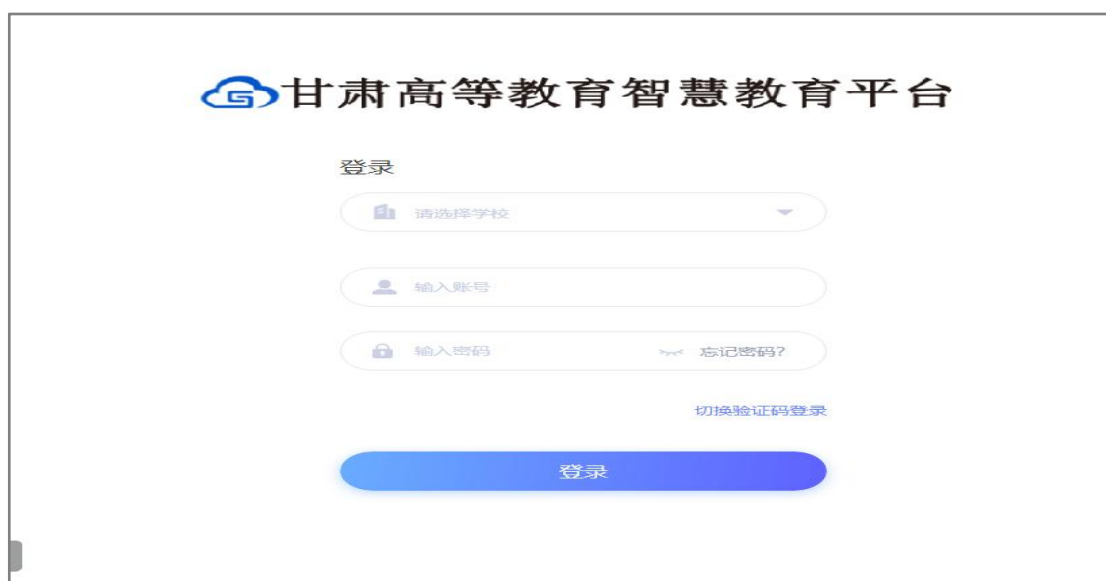 甘肃高等教育智慧教育平台
登录
请选择学校
输入账号
输入密码 忘记密码?
切换验证码登录
登录